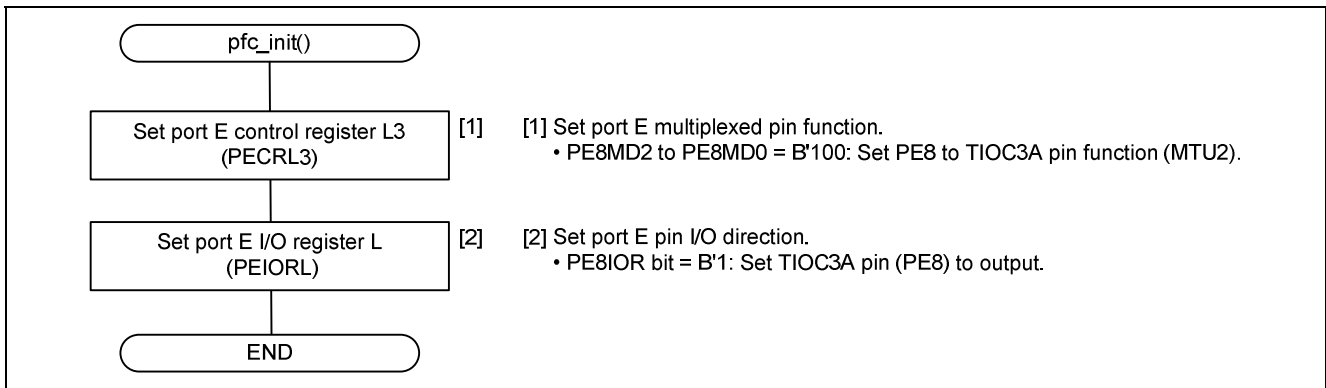 pfc_init()
Set port E control register L3
(PECRL3)
[1]
[1] Set port E multiplexed pin function.
• PE8MD2 to PE8MD0 = B'100: Set PE8 to TIOC3A pin function (MTU2).
Set port E I/O register L
(PEIORL)
[2]
[2] Set port E pin I/O direction.
• PE8IOR bit = B'1: Set TIOC3A pin (PE8) to output.
END